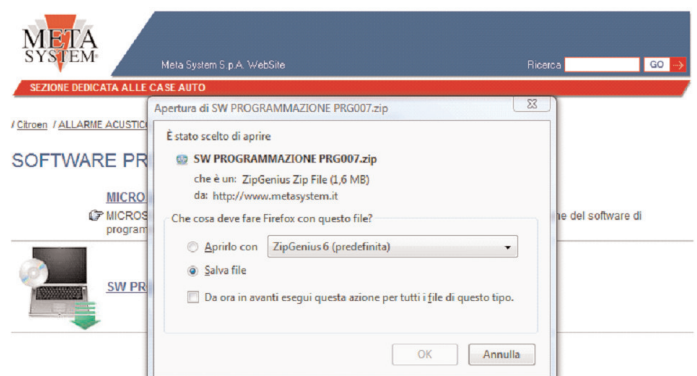 META
SYSTEM
Meta System S.p.A. WebSite
Ricerca
GO
SEZIONE DEDICATA ALLE CASE AUTO
Apertura di SW PROGRAMMAZIONE PRG007.zip
/ Citroen / ALLARME ACUSTICO
È stato scelto di aprire
SOFTWARE PR
SW PROGRAMMAZIONE PRG007.zip
che è un: ZipGenius Zip File (1,6 MB)
MICRO
da: http://www.metasystem.it
MICROS
Che cosa deve fare Firefox con questo file?
ne del software di
program
Aprirlo con
ZipGenius 6 (predefinita)
Salva file
SW PR
Da ora in avanti esegui questa azione per tutti i file di questo tipo.
OK
Annulla